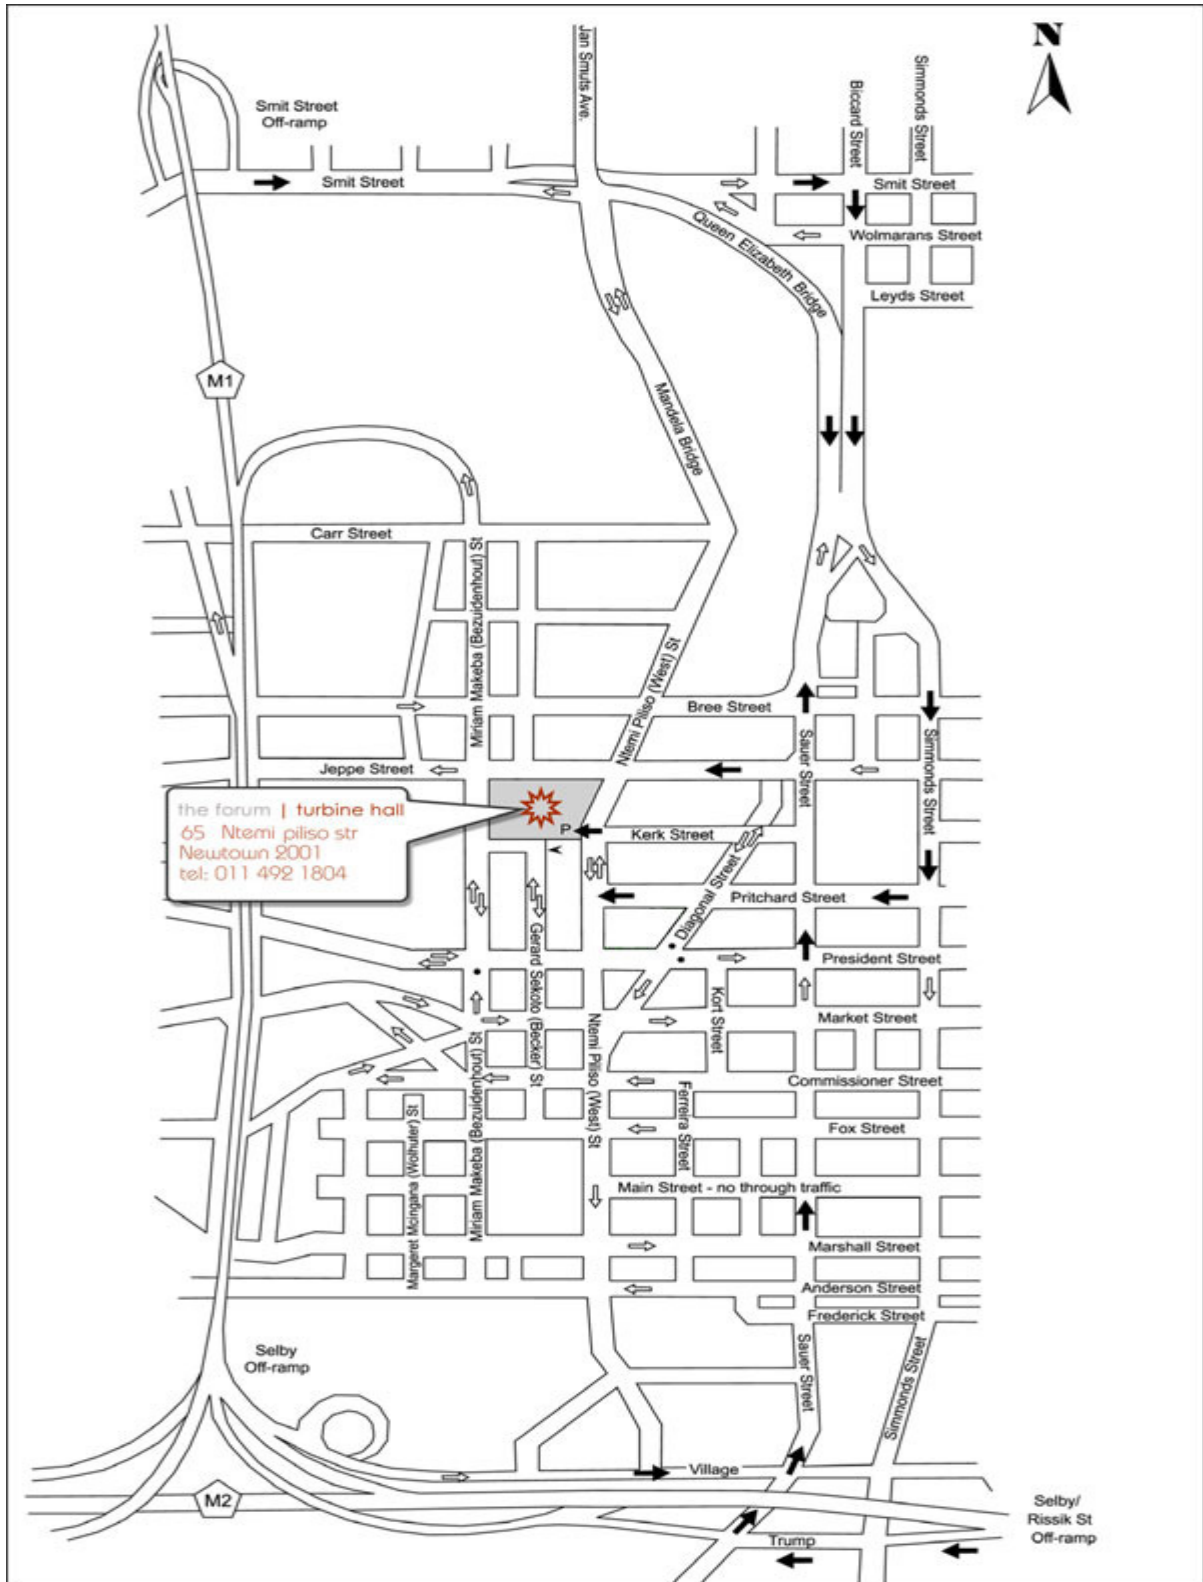 N
Jan Smuts Ave.
Simmonds Street
Biccard Street
Smit Street
Off-ramp
Smit Street
Smit Street
Queen Elizabeth Bridge
Wolmarans Street
Leyds Street
M1
Mandela Bridge
Carr Street
Miriam Makeba (Bezuidenhout) St
Ntemi Piliso (West) St
Bree Street
Sauer Street
Simmonds Street
Jeppe Street
the forum | turbine hall
65 Ntemi piliso str
Newtown 2001
tel: 011 492 1804
P
Kerk Street
Diagonal Street
Pritchard Street
Gerard Sekoto (Becker) St
President Street
Kort Street
Market Street
Ntemi Piliso (West) St
Miriam Makeba (Bezuidenhout) St
Commissioner Street
Ferreira Street
Margeret Mcingana (Wolhuter) St
Fox Street
Main Street - no through traffic
Marshall Street
Anderson Street
Frederick Street
Sauer Street
Simmonds Street
Selby
Off-ramp
Village
M2
Selby/
Rissik St
Off-ramp
Trump